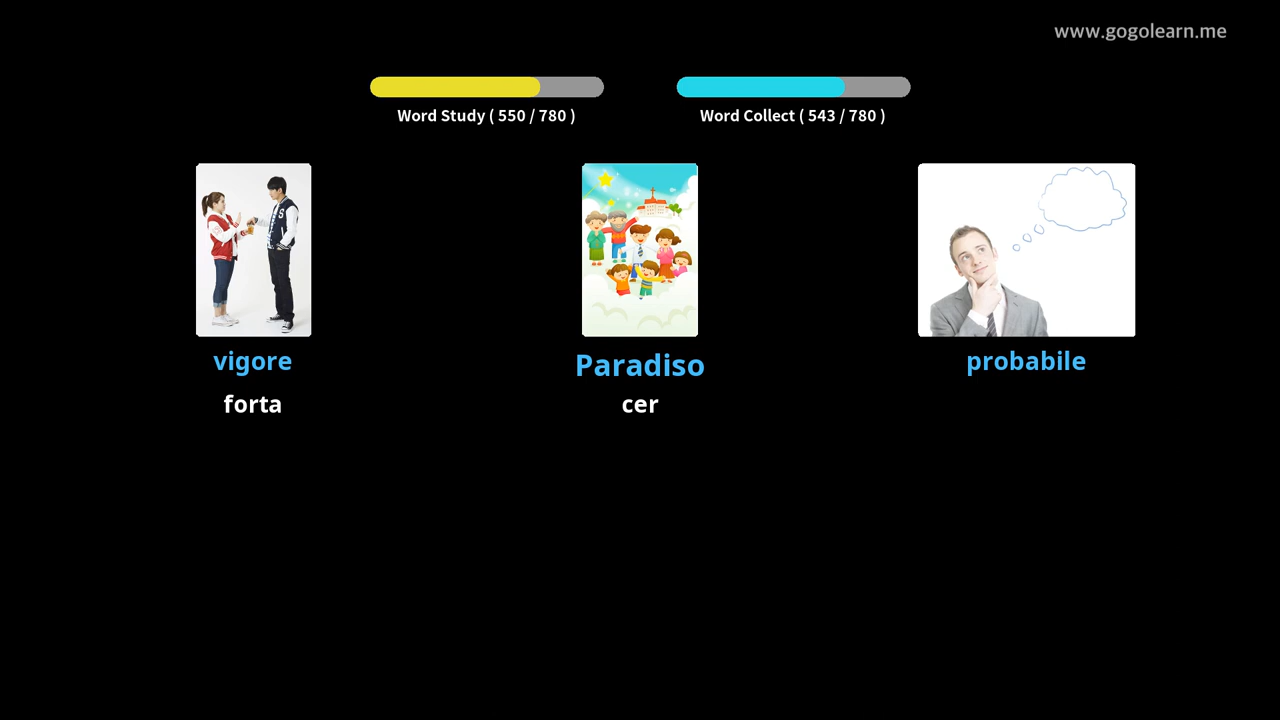 www.gogolearn.me
Word Study ( 550 / 780 )
Word Collect ( 543 / 780 )
vigore
Paradiso
probabile
forta
cer